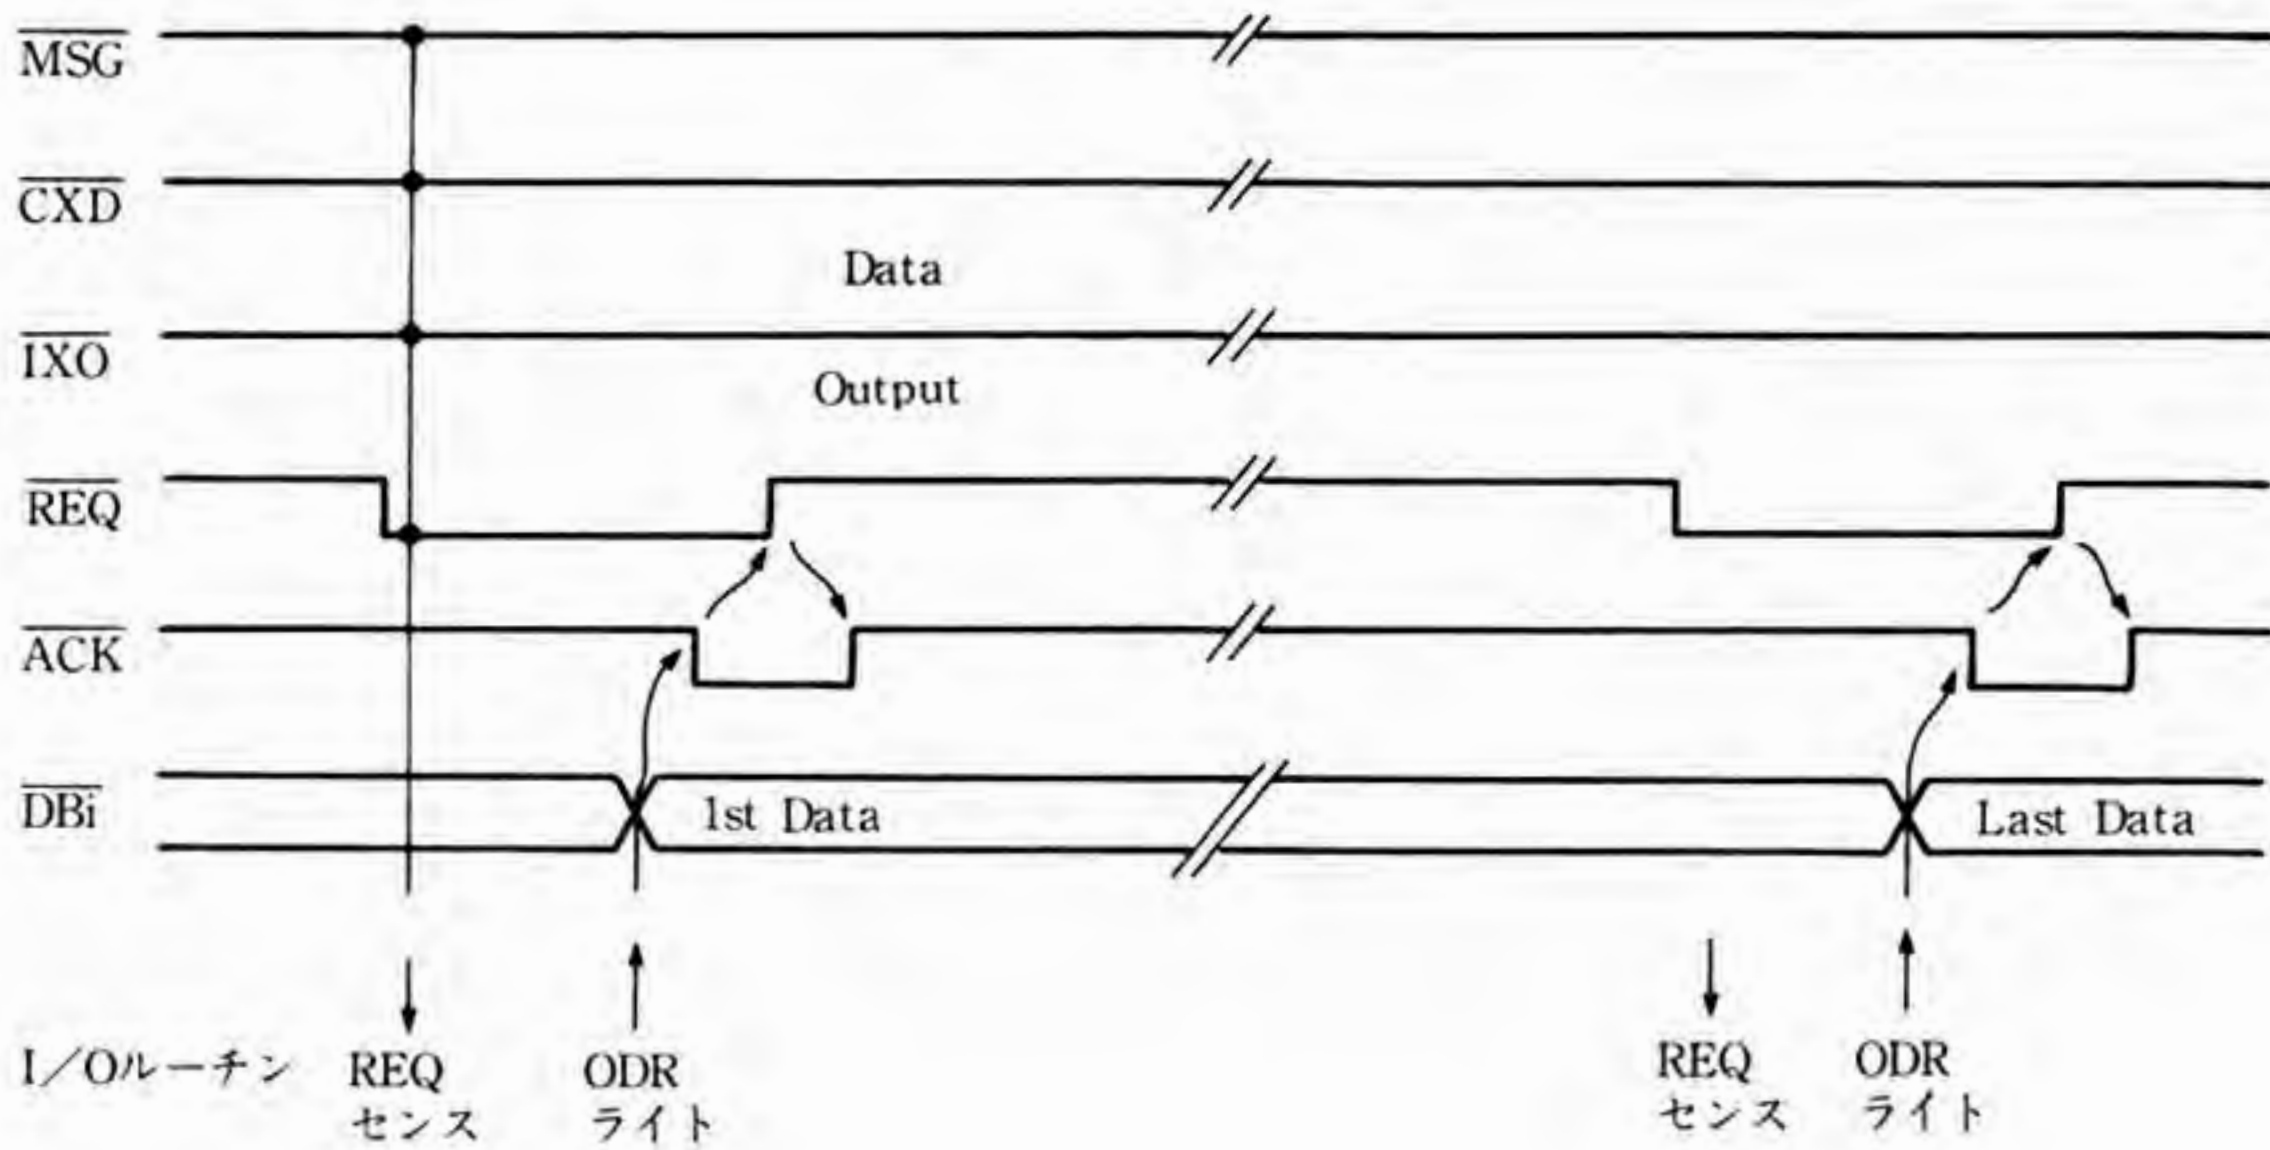 MSG
CXD
Data
IXO
Output
REQ
ACK
DBi
1st Data
Last Data
I/Oルーチン
REQ
センス
ODR
ライト
REQ
センス
ODR
ライト